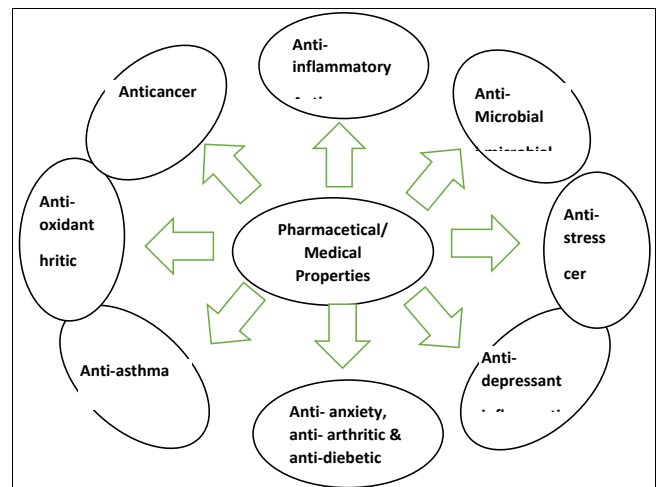 Anti-
inflammatory
Anticancer
Anti-
Microbial
Anti-
oxidant
hritic
Pharmacetical/
Medical
Properties
Anti-
stress
cer
Anti-asthma
Anti-
depressant
Anti- anxiety,
anti- arthritic &
anti-diebetic